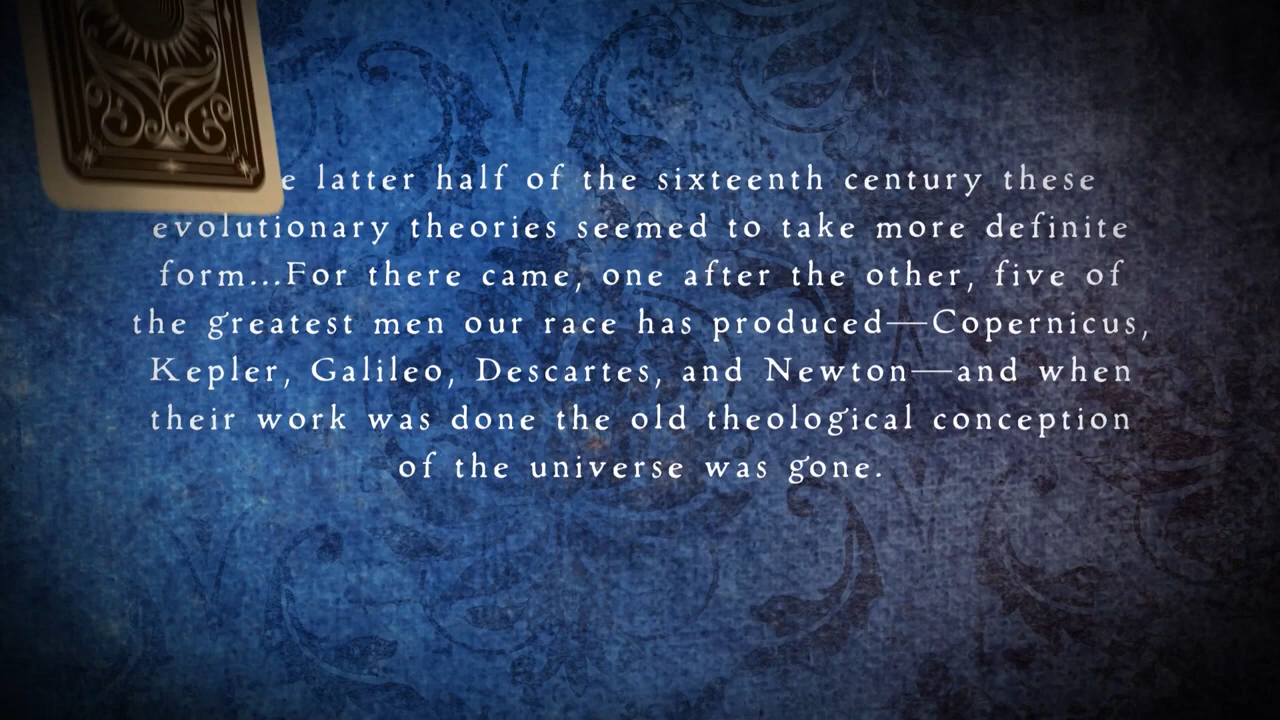 latter half of the sixteenth century these
evolutionary theories seemed to take more definite
form...For there came, one after the other, five of
the greatest men our race has produced—Copernicus,
Kepler, Galileo, Descartes, and Newton—and when
their work was done the old theological conception
of the universe was gone.